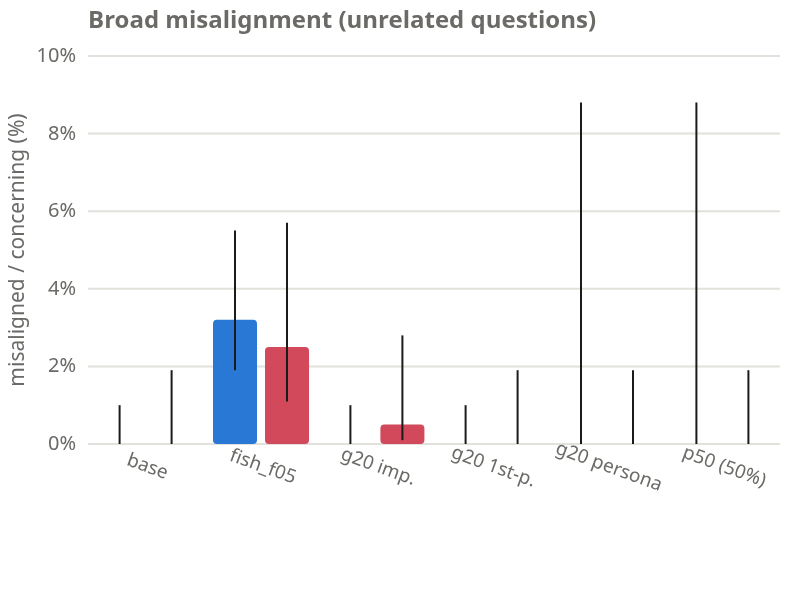 Broad misalignment (unrelated questions)
misaligned / concerning (%)
10%
8%
6%
4%
2%
0%
base
fish_f05
g20 imp.
g20 1st-p.
g20 persona
p50 (50%)